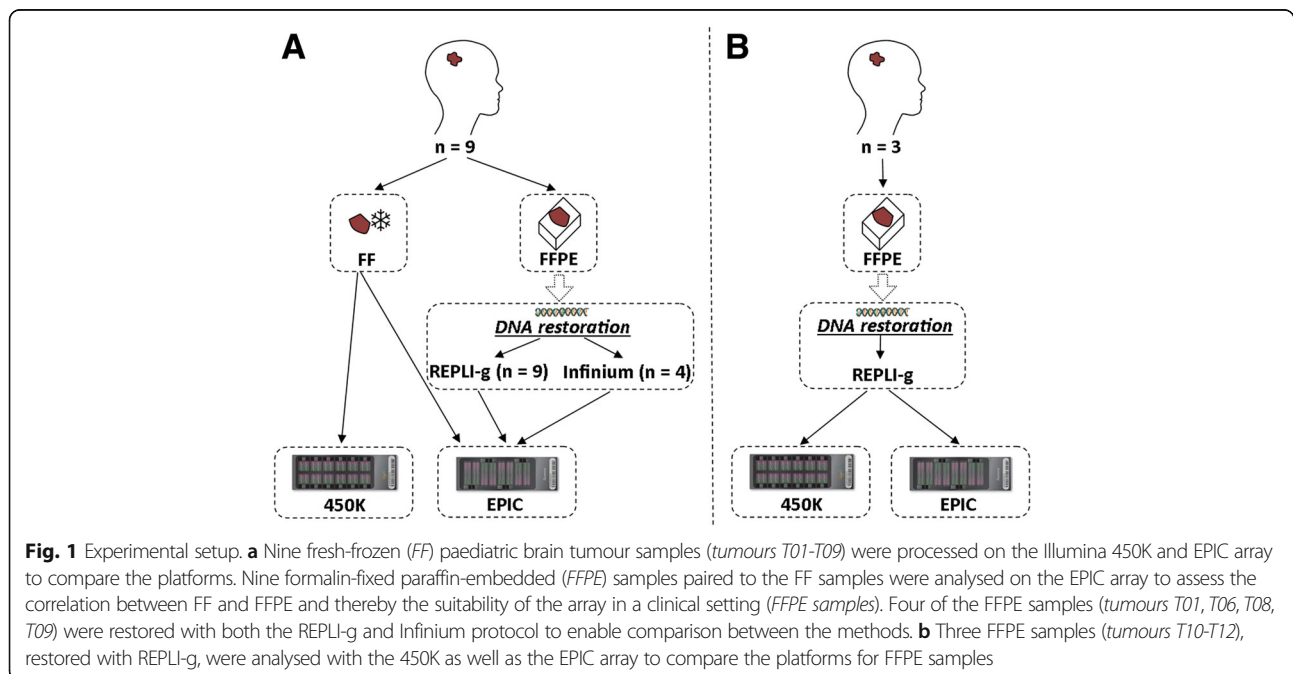 A
B
n = 9
n = 3
FF
FFPE
FFPE
DNA restoration
REPLI-g (n = 9) Infinium (n = 4)
DNA restoration
REPLI-g
450K
EPIC
450K
EPIC
Fig. 1 Experimental setup. a Nine fresh-frozen (FF) paediatric brain tumour samples (tumours T01-T09) were processed on the Illumina 450K and EPIC array
to compare the platforms. Nine formalin-fixed paraffin-embedded (FFPE) samples paired to the FF samples were analysed on the EPIC array to assess the
correlation between FF and FFPE and thereby the suitability of the array in a clinical setting (FFPE samples). Four of the FFPE samples (tumours T01, T06, T08,
T09) were restored with both the REPLI-g and Infinium protocol to enable comparison between the methods. b Three FFPE samples (tumours T10-T12),
restored with REPLI-g, were analysed with the 450K as well as the EPIC array to compare the platforms for FFPE samples